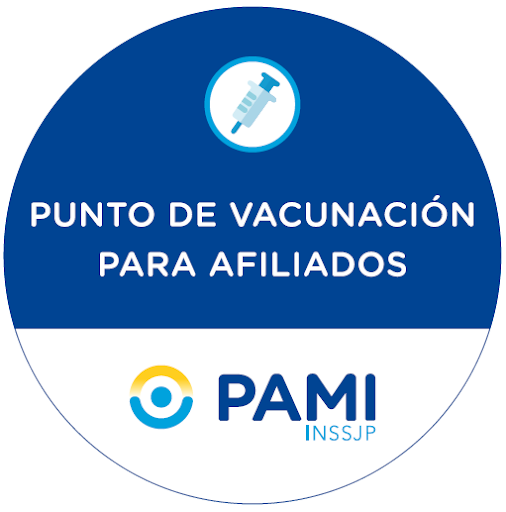 PUNTO DE VACUNACIÓN
PARA AFILIADOS
PAMI
INSSJP